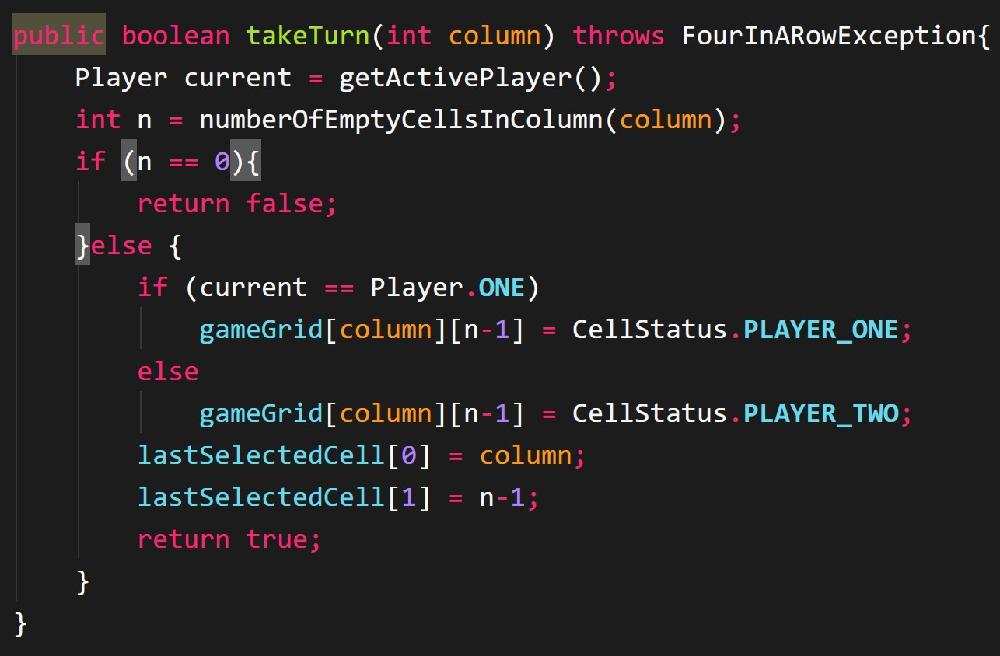 public boolean takeTurn(int column) throws FourInARowException{
    Player current = getActivePlayer();
    int n = numberOfEmptyCellsInColumn(column);
    if (n == 0){
        return false;
    }else {
        if (current == Player.ONE)
            gameGrid[column][n-1] = CellStatus.PLAYER_ONE;
        else
            gameGrid[column][n-1] = CellStatus.PLAYER_TWO;
        lastSelectedCell[0] = column;
        lastSelectedCell[1] = n-1;
        return true;
    }
}